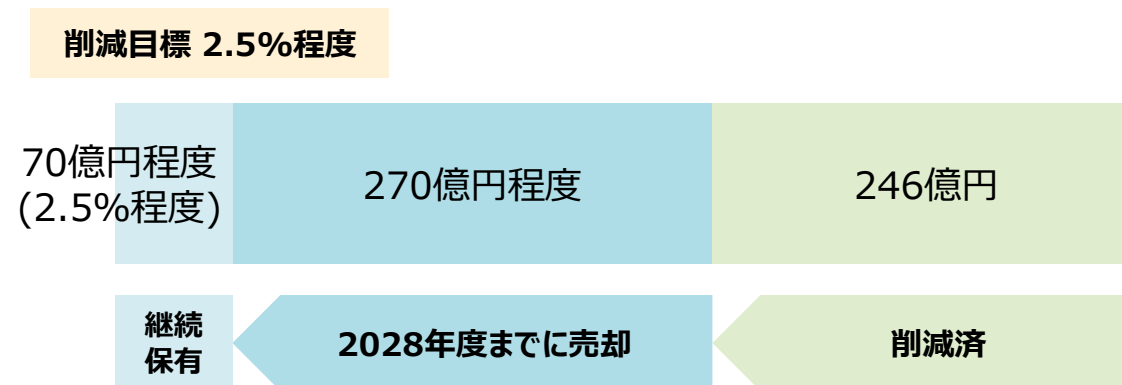 削減目標 2.5%程度
70億円程度
(2.5%程度)
270億円程度
246億円
継続
保有
2028年度までに売却
削減済